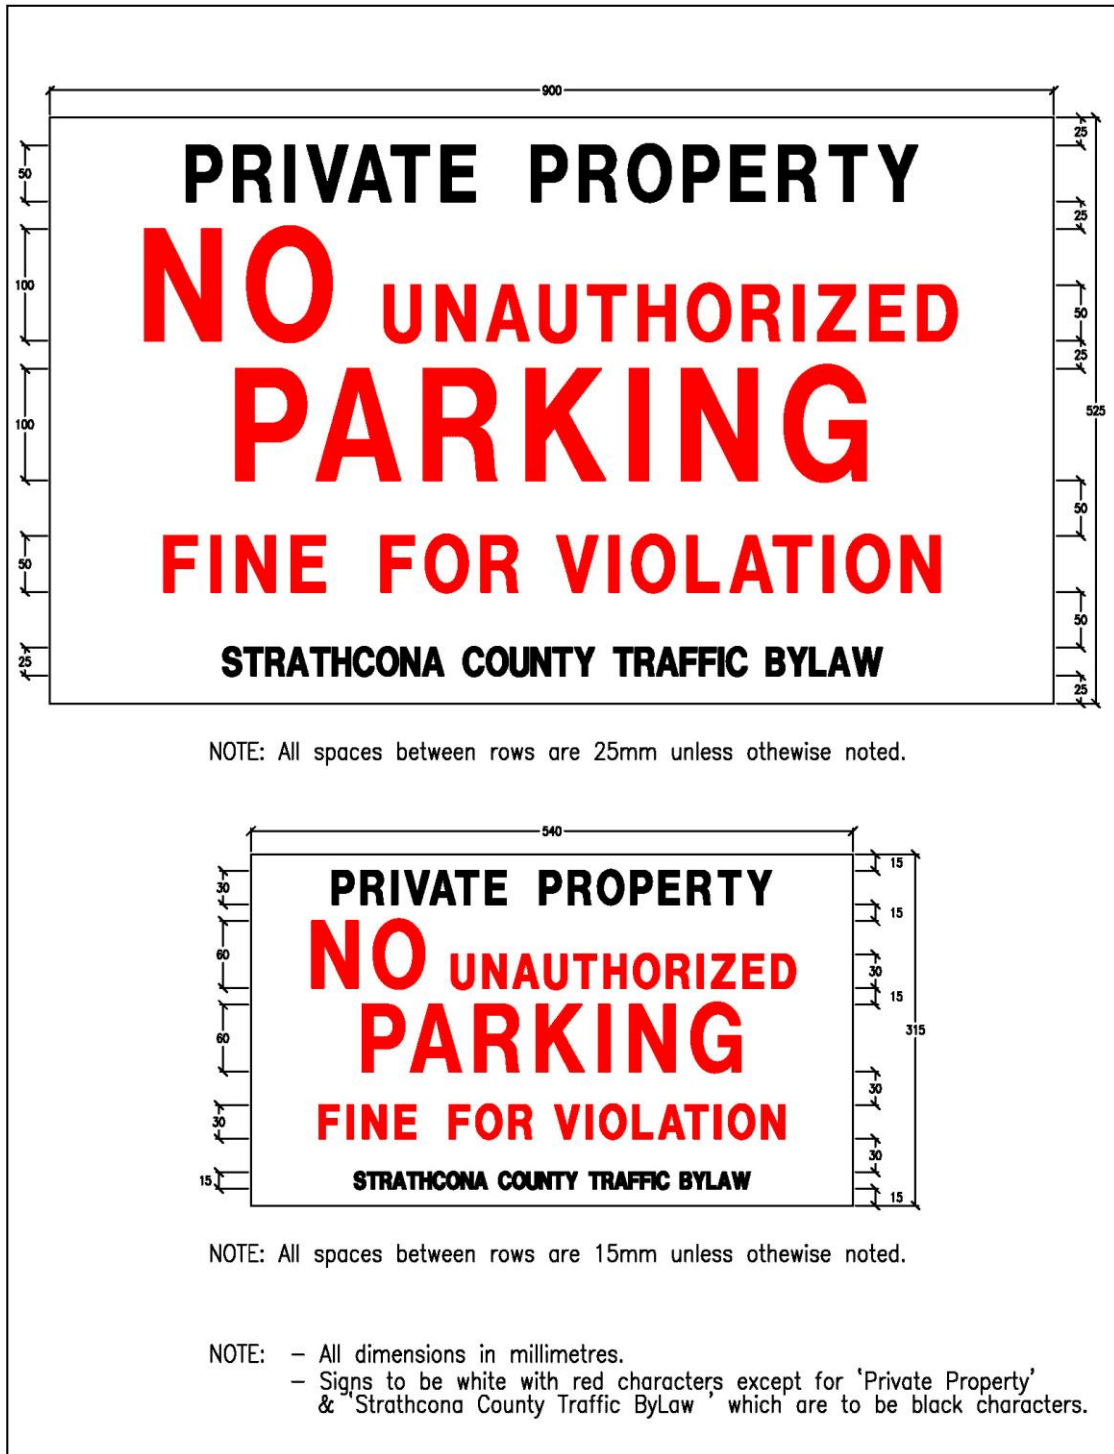 900
25
PRIVATE PROPERTY
50
25
NO UNAUTHORIZED
100
50
25
PARKING
100
525
50
FINE FOR VIOLATION
50
50
STRATHCONA COUNTY TRAFFIC BYLAW
25
25
NOTE: All spaces between rows are 25mm unless othewise noted.
540
15
PRIVATE PROPERTY
30
15
NO UNAUTHORIZED
60
30
15
PARKING
60
315
30
FINE FOR VIOLATION
30
30
STRATHCONA COUNTY TRAFFIC BYLAW
15
15
NOTE: All spaces between rows are 15mm unless othewise noted.
NOTE: – All dimensions in millimetres.
– Signs to be white with red characters except for 'Private Property'
& 'Strathcona County Traffic ByLaw ' which are to be black characters.